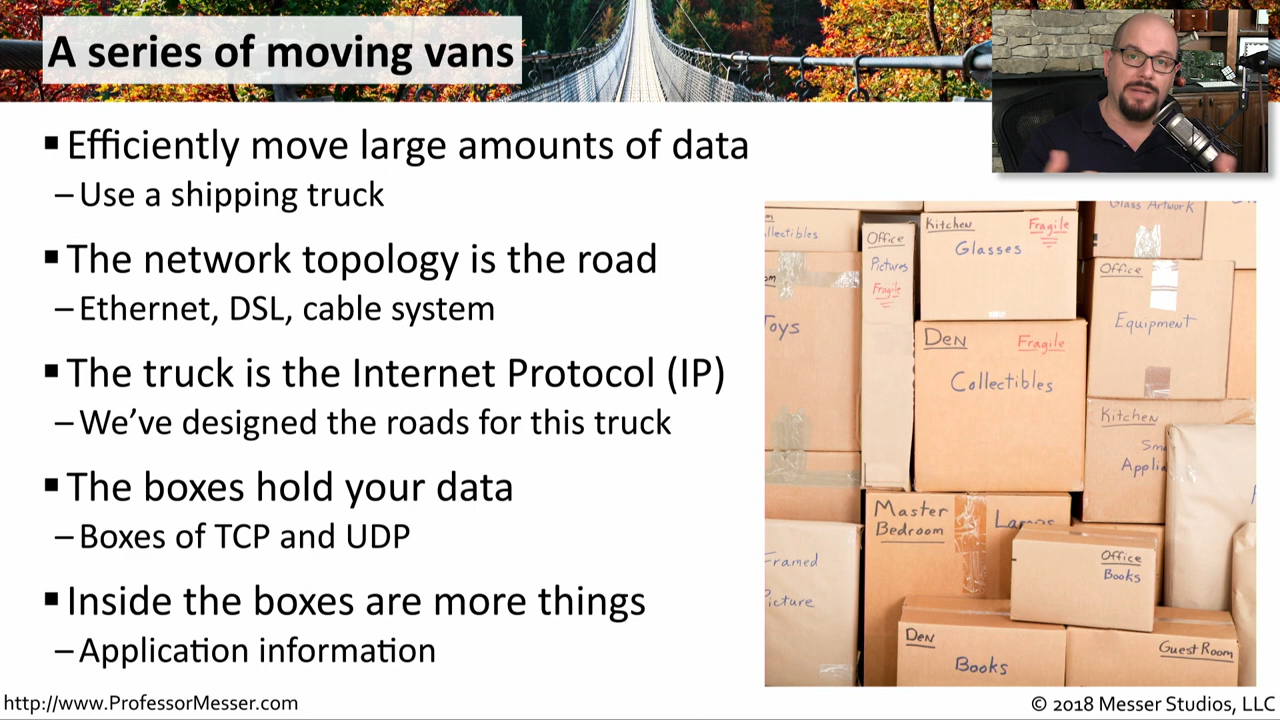 A series of moving vans
▪ Efficiently move large amounts of data
– Use a shipping truck
▪ The network topology is the road
– Ethernet, DSL, cable system
▪ The truck is the Internet Protocol (IP)
– We've designed the roads for this truck
▪ The boxes hold your data
– Boxes of TCP and UDP
▪ Inside the boxes are more things
– Application information
Glass Artwork
Kitchen Fragile
Glasses
Office
Pictures
Fragile
Office
Equipment
Den Fragile
Collectibles
Kitchen
Master
Bedroom
Lamps
Office
Books
Framed
Picture
Den
Books
Guest Room
http://www.ProfessorMesser.com
© 2018 Messer Studios, LLC